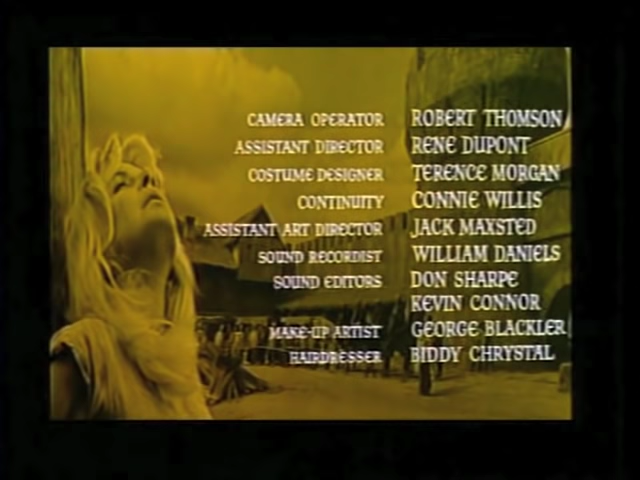 CAMERA OPERATOR ROBERT THOMSON
ASSISTANT DIRECTOR RENE DUPONT
COSTUME DESIGNER TERENCE MORGAN
CONTINUITY CONNIE WILLIS
ASSISTANT ART DIRECTOR JACK MAXSTED
SOUND RECORDIST WILLIAM DANIELS
SOUND EDITORS DON SHARPE
KEVIN CONNOR
MAKE-UP ARTIST GEORGE BLACKLER
HAIRDRESSER BIDDY CHRYSTAL